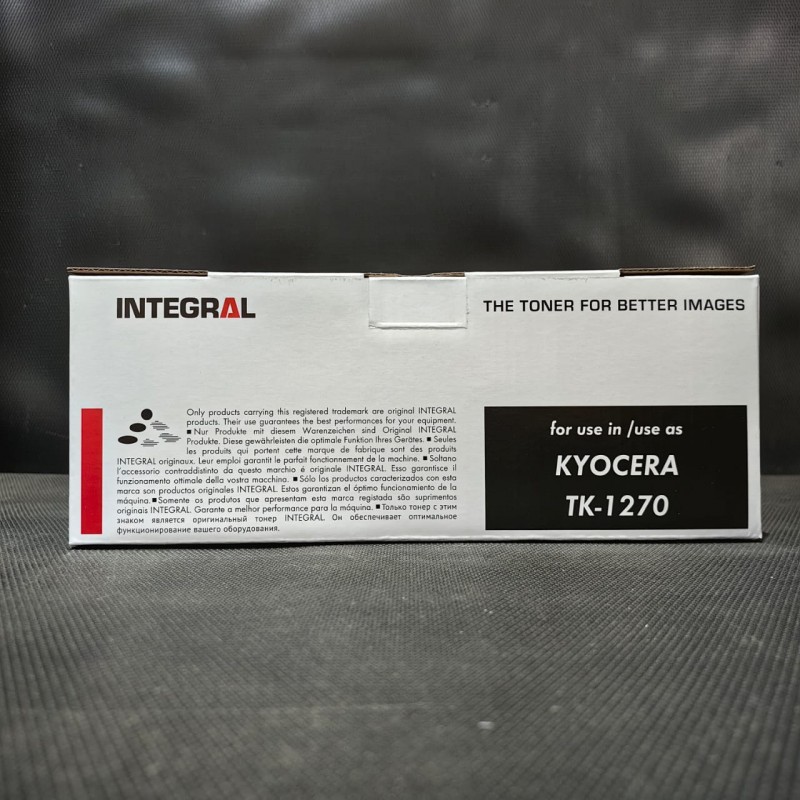 INTEGRAL
THE TONER FOR BETTER IMAGES
Only products carrying this registered trademark are original INTEGRAL
products. Their use guarantees the best performances for your equipment.
■ Nur Produkte mit diesem Warenzeichen sind Original INTEGRAL
Produkte. Diese gewährleisten die optimale Funktion Ihres Gerätes. ■ Seules
les produits qui portent cette marque de fabrique sont des produits
INTEGRAL originaux. Leur emploi garantit le parfait fonctionnement de la machine. ■ Soltano
l'accessorio contraddistinto da questo marchio é originale INTEGRAL. Esso garantisce il
funzionamento ottimale della vostra macchina. ■ Sólo los productos caracterizados con esta
marca son productos originales INTEGRAL. Estos garantizan el óptimo funcionamiento de la
máquina. ■ Somente os produtos que apresentam esta marca registada são suprimentos
originais INTEGRAL. Garante a melhor performance para la máquina. ■ Только тонер с этим
знаком является оригинальный тонер INTEGRAL Он обеспечивает оптимальное
функционирование вашего оборудования.
for use in /use as
KYOCERA
TK-1270